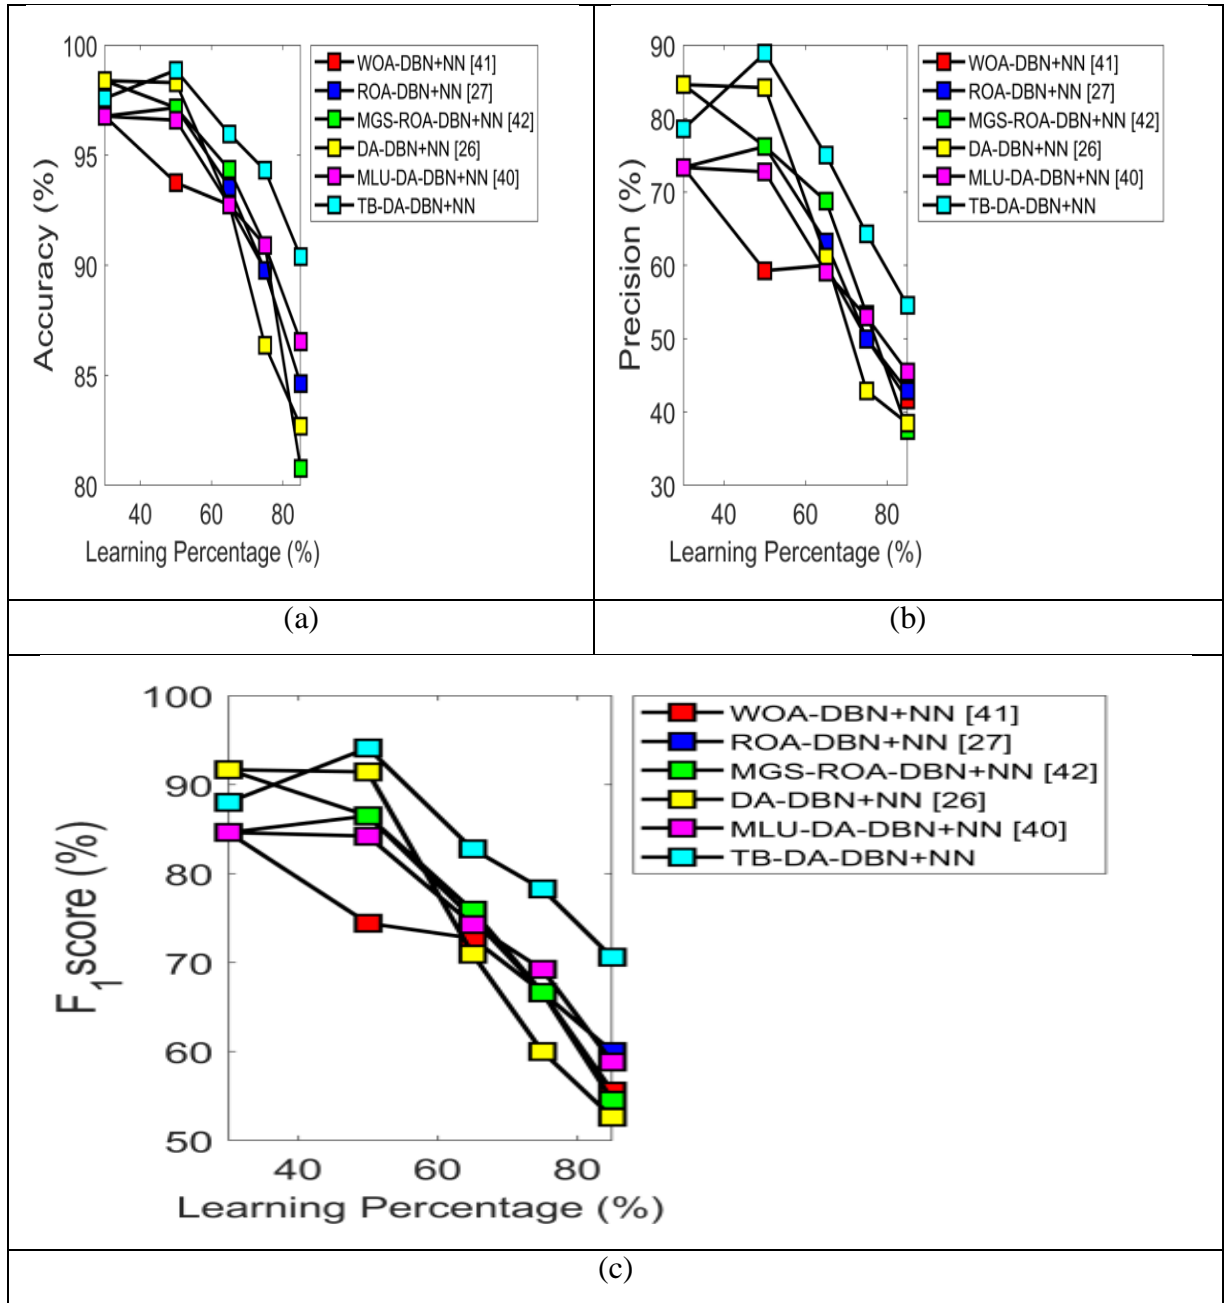 100
95
90
85
80
Accuracy (%)
40 60 80
Learning Percentage (%)
WOA-DBN+NN [41]
ROA-DBN+NN [27]
MGS-ROA-DBN+NN [42]
DA-DBN+NN [26]
MLU-DA-DBN+NN [40]
TB-DA-DBN+NN
(a)
90
80
70
60
50
40
30
Precision (%)
40 60 80
Learning Percentage (%)
WOA-DBN+NN [41]
ROA-DBN+NN [27]
MGS-ROA-DBN+NN [42]
DA-DBN+NN [26]
MLU-DA-DBN+NN [40]
TB-DA-DBN+NN
(b)
100
90
80
70
60
50
F1 score (%)
40 60 80
Learning Percentage (%)
WOA-DBN+NN [41]
ROA-DBN+NN [27]
MGS-ROA-DBN+NN [42]
DA-DBN+NN [26]
MLU-DA-DBN+NN [40]
TB-DA-DBN+NN
(c)